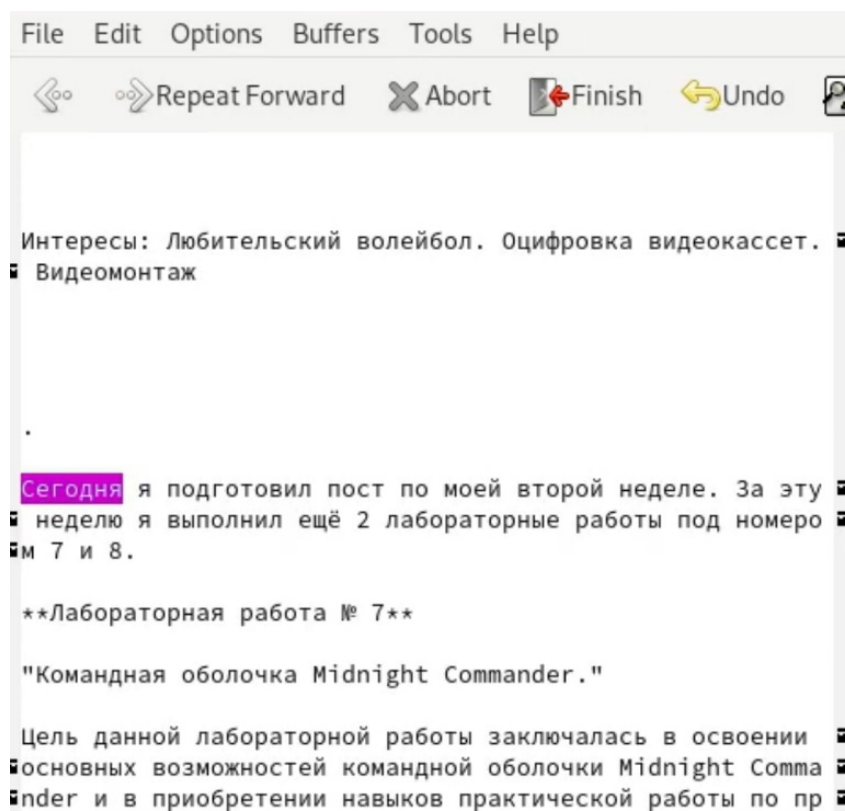 File Edit Options Buffers Tools Help
Repeat Forward Abort Finish Undo
Интересы: Любительский волейбол. Оцифровка видеокассет.
Видеомонтаж
.
Сегодня я подготовил пост по моей второй неделе. За эту
неделю я выполнил ещё 2 лабораторные работы под номеро
м 7 и 8.
**Лабораторная работа № 7**
"Командная оболочка Midnight Commander."
Цель данной лабораторной работы заключалась в освоении
основных возможностей командной оболочки Midnight Comma
nder и в приобретении навыков практической работы по пр